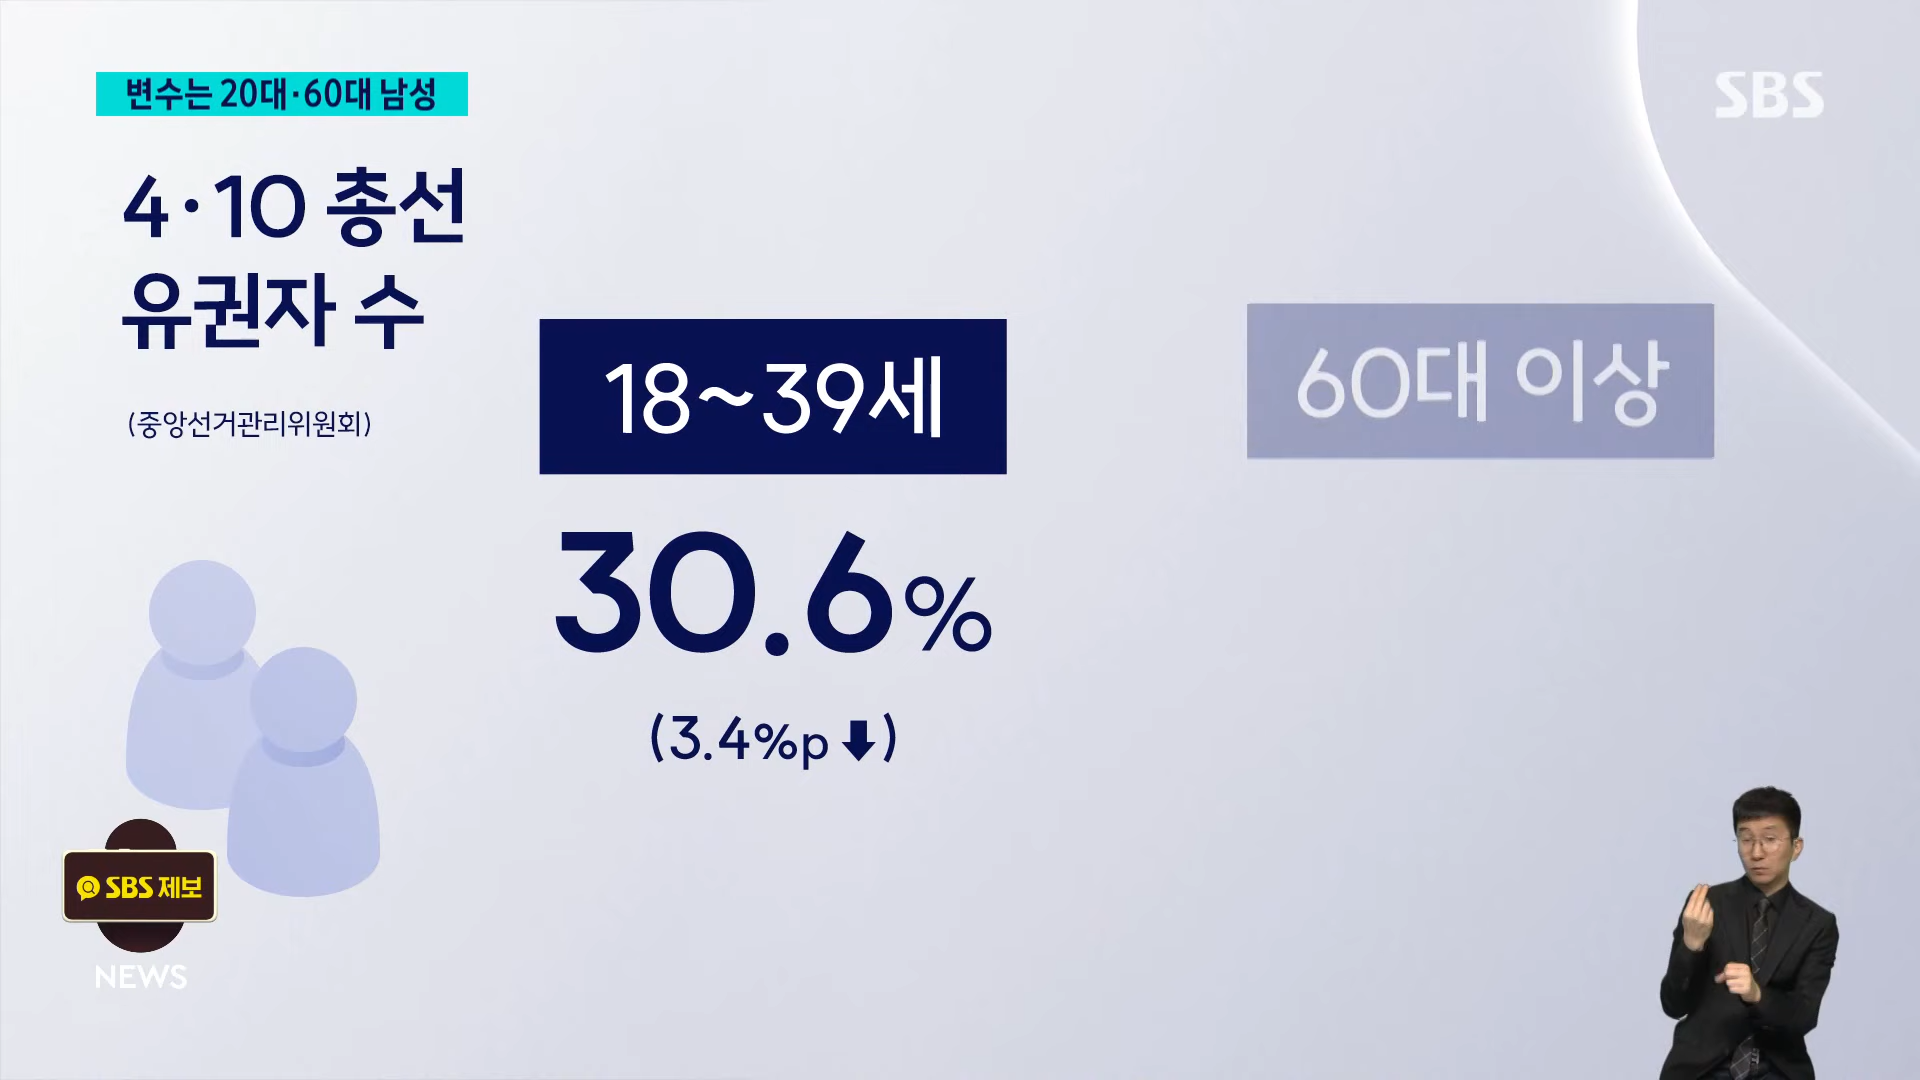 변수는 20대·60대 남성
SBS
4·10 총선
유권자 수
(중앙선거관리위원회)
18~39세
60대 이상
30.6%
(3.4%p ⬇)
SBS 제보
NEWS